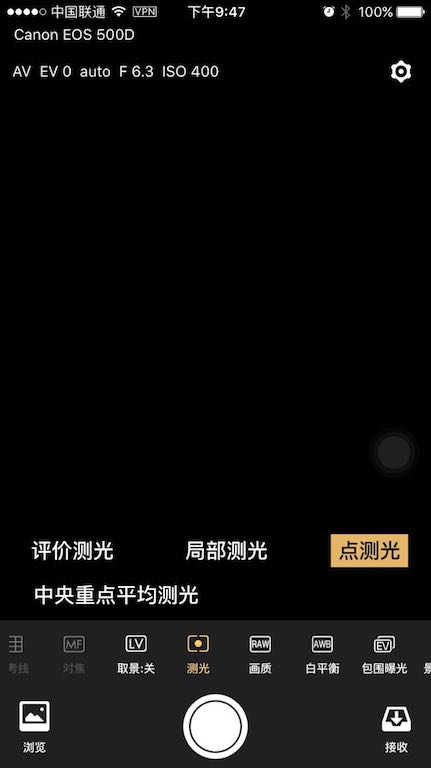 中国联通 VPN 下午9:47 100%
Canon EOS 500D
AV EV 0 auto F 6.3 ISO 400
评价测光 局部测光 点测光
中央重点平均测光
MF LV RAW AWB EV
考线 对焦 取景:关 测光 画质 白平衡 包围曝光
浏览 接收